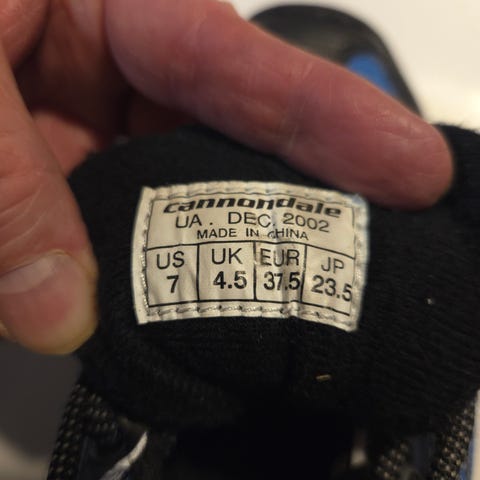 cannondale
UA . DEC. 2002
MADE IN CHINA
US UK EUR JP
7 4.5 37.5 23.5